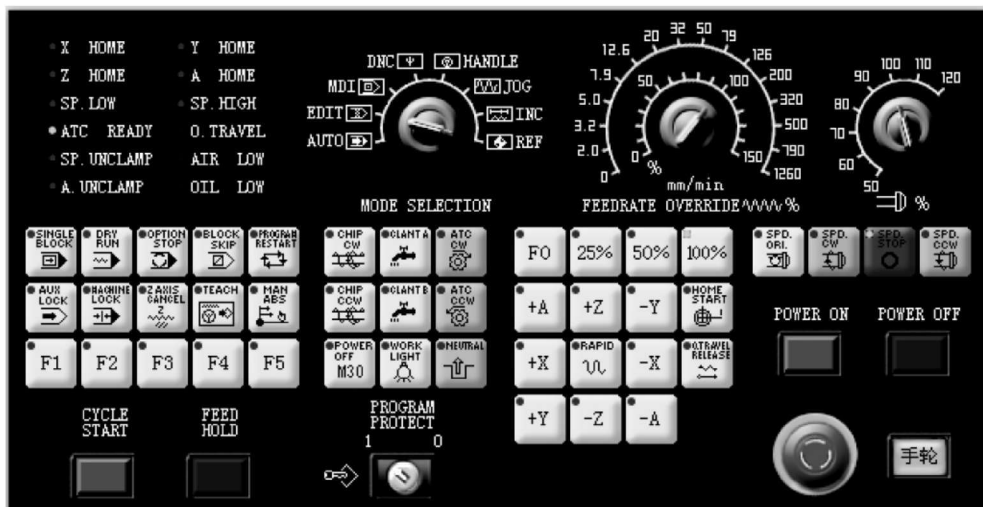 X HOME
Y HOME
Z HOME
A HOME
SP.LOW
SP.HIGH
ATC READY
O.TRAVEL
SP.UNCLAMP
AIR LOW
A.UNCLAMP
OIL LOW
DNC
HANDLE
MDI
JOG
EDIT
INC
AUTO
REF
MODE SELECTION
0
2.0
3.2
5.0
7.9
12.6
20
32
50
79
126
200
320
500
790
1260
0
50
100
150
%
mm/min
FEEDRATE OVERRIDE
%
50
60
70
80
90
100
110
120
%
SINGLE
BLOCK
DRY
RUN
OPTION
STOP
BLOCK
SKIP
PROGRAM
RESTART
AUX
LOCK
MACHINE
LOCK
Z AXIS
CANCEL
Z
TEACH
MAN
ABS
F1
F2
F3
F4
F5
CHIP
CW
CLANT A
ATC
CW
CHIP
CCW
CLANT B
ATC
CCW
POWER
OFF
M30
WORK
LIGHT
NEUTRAL
F0
25%
50%
100%
+A
+Z
-Y
HOME
START
+X
RAPID
-X
O.TRAVEL
RELEASE
+Y
-Z
-A
SPD.
ORI.
SPD.
CW
SPD.
STOP
SPD.
CCW
POWER ON
POWER OFF
CYCLE
START
FEED
HOLD
PROGRAM
PROTECT
1 0
手轮